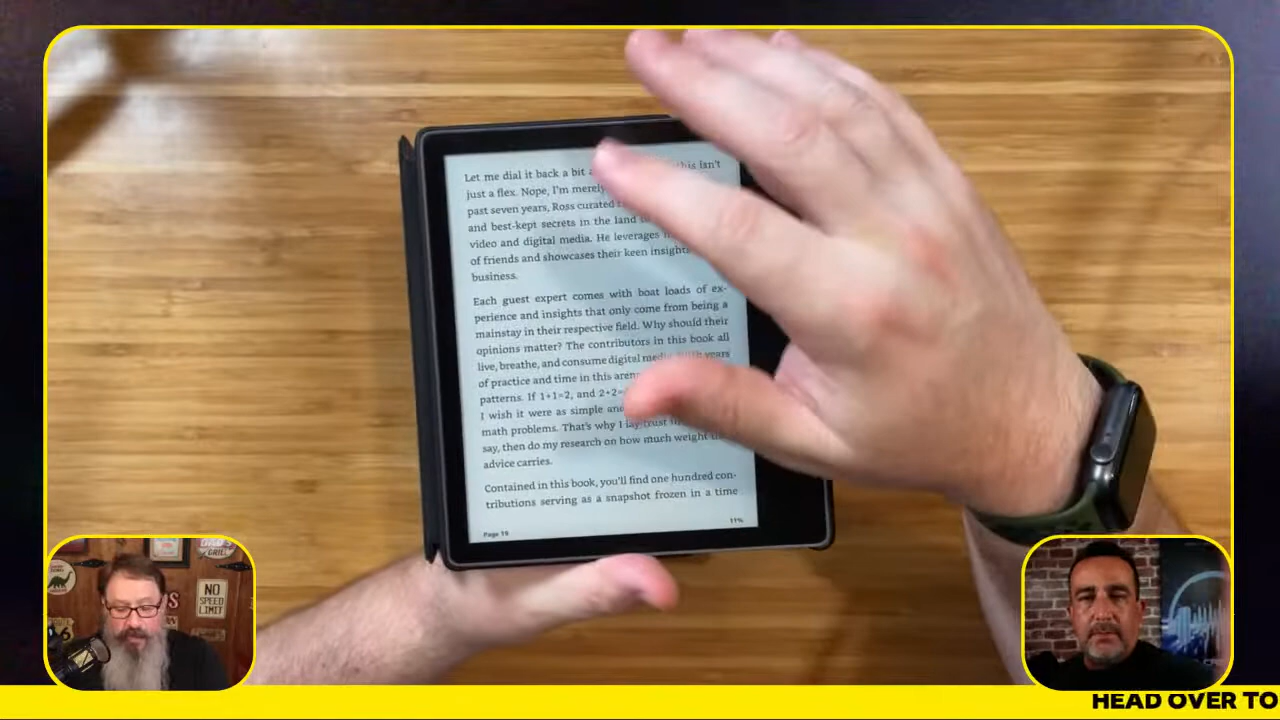 Let me dial it back a bit this isn't
just a flex. Nope, I'm merely
past seven years, Ross curated
and best-kept secrets in the land
video and digital media. He leverages
of friends and showcases their keen insights
business.
Each guest expert comes with boat loads of ex-
perience and insights that only come from being a
mainstay in their respective field. Why should their
opinions matter? The contributors in this book all
live, breathe, and consume digital media with years
of practice and time in this
patterns. If 1+1=2, and 2+2=
I wish it were as simple
math problems. That's why I lay trust
say, then do my research on how much weight
advice carries.
Contained in this book, you'll find one hundred con-
tributions serving as a snapshot frozen in a time
Page 19 11%
GRILL
NO
SPEED
LIMIT
HEAD OVER TO